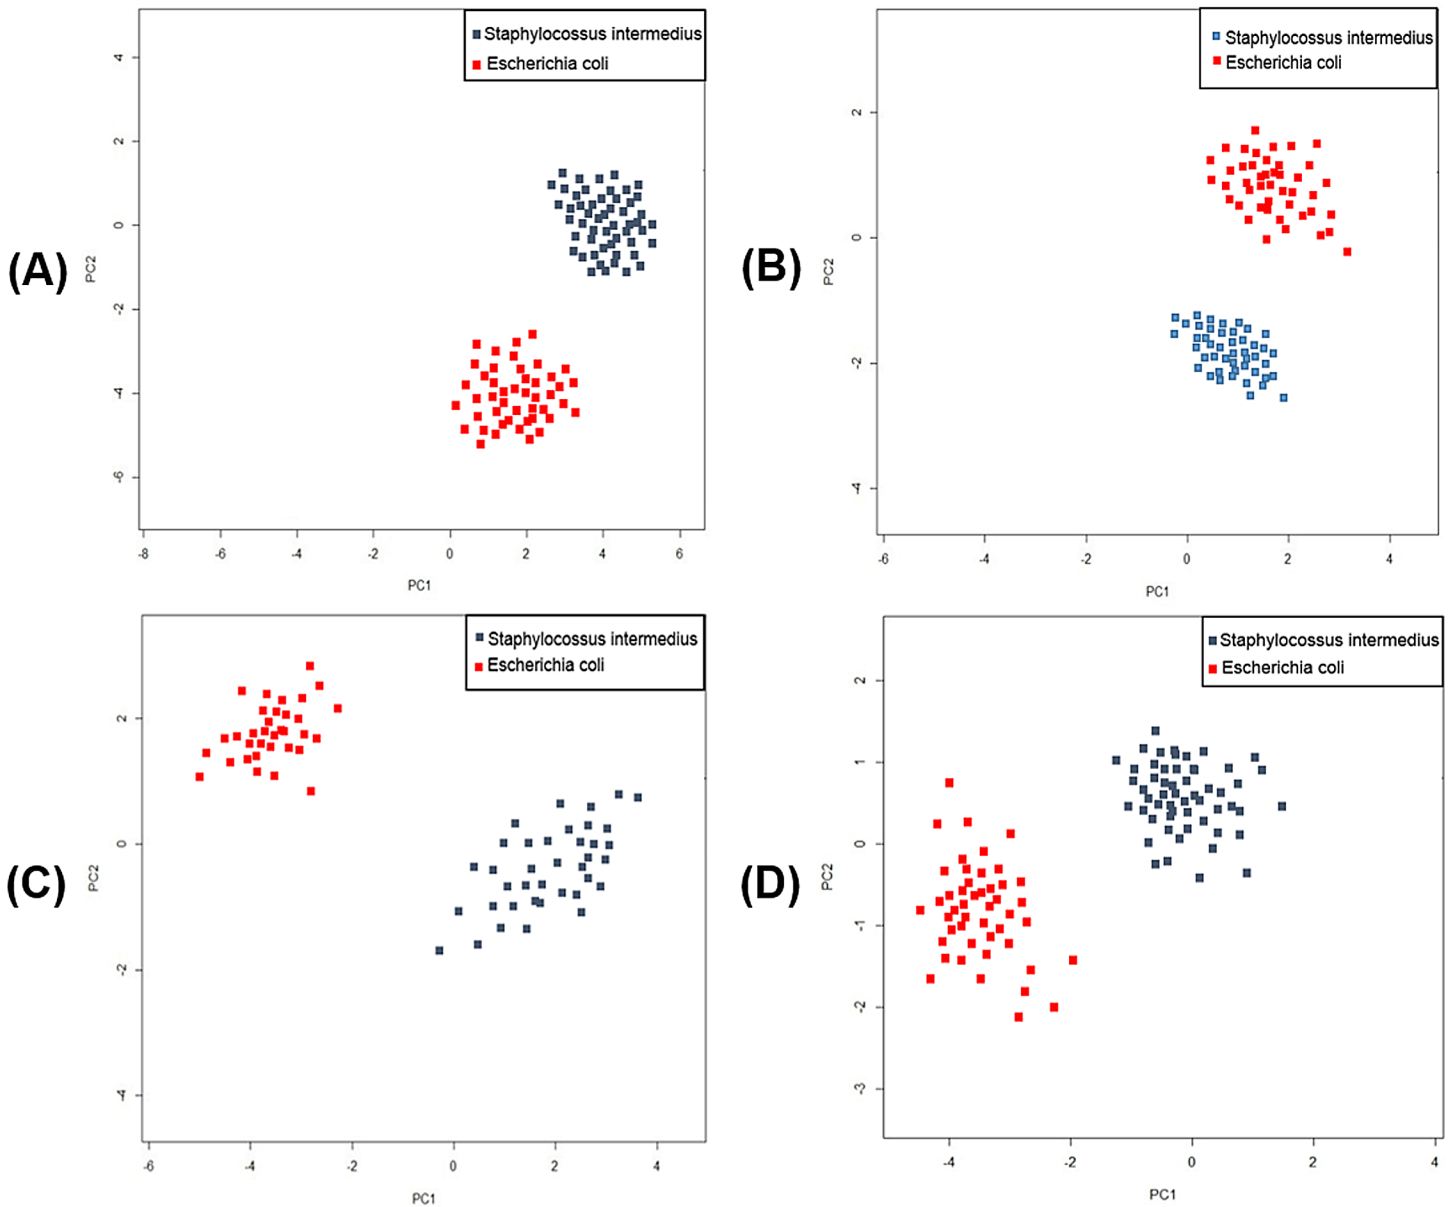 (A)
Staphylocossus intermedius
Escherichia coli
PC2
4
2
0
-2
-4
-6
-8 -6 -4 -2 0 2 4 6
PC1
(B)
Staphylocossus intermedius
Escherichia coli
PC2
2
0
-2
-4
-6 -4 -2 0 2 4
PC1
(C)
Staphylocossus intermedius
Escherichia coli
PC2
2
0
-2
-4
-6 -4 -2 0 2 4
PC1
(D)
Staphylocossus intermedius
Escherichia coli
PC2
2
1
0
-1
-2
-3
-4 -2 0 2 4
PC1